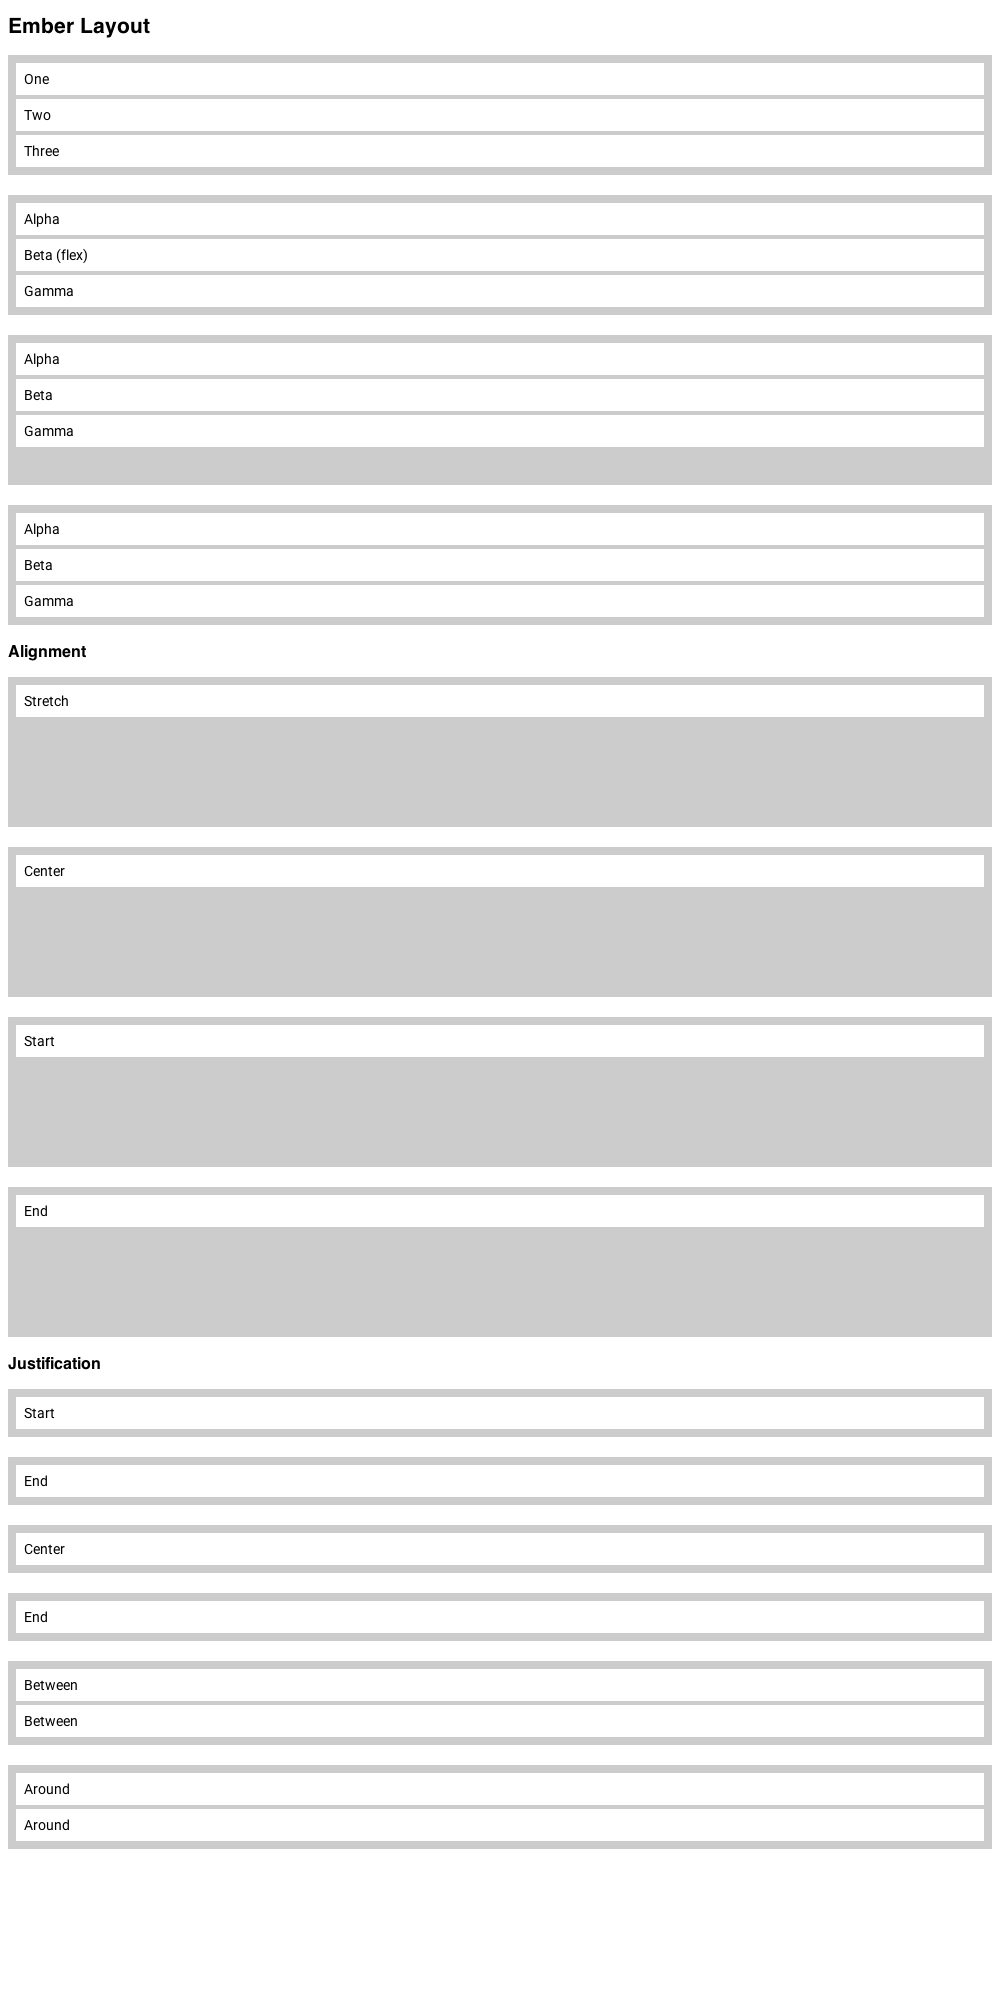 Ember Layout
One
Two
Three
Alpha
Beta (flex)
Gamma
Alpha
Beta
Gamma
Alpha
Beta
Gamma
Alignment
Stretch
Center
Start
End
Justification
Start
End
Center
End
Between
Between
Around
Around